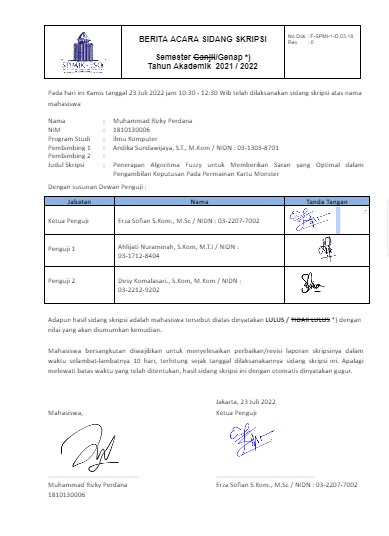 STMIK-ESQ
BERITA ACARA SIDANG SKRIPSI
Semester Ganjil/Genap *)
Tahun Akademik 2021 / 2022
No Dok : F-SPMI-1-D.03.18
Rev : 0
Pada hari ini Kamis tanggal 23 Juli 2022 jam 10:30 - 12:30 Wib telah dilaksanakan sidang skripsi atas nama
mahasiswa
Nama : Muhammad Rizky Perdana
NIM : 1810130006
Program Studi : Ilmu Komputer
Pembimbing 1 : Andika Sundawijaya, S.T., M.Kom / NIDN : 03-1303-8701
Pembimbing 2 :
Judul Skripsi : Penerapan Algoritma Fuzzy untuk Memberikan Saran yang Optimal dalam
Pengambilan Keputusan Pada Permainan Kartu Monster
Dengan susunan Dewan Penguji :
Jabatan Nama Tanda Tangan
Ketua Penguji Erza Sofian S.Kom., M.Sc / NIDN : 03-2207-7002
Penguji 1 Ahlijati Nuraminah, S.Kom, M.T.I / NIDN :
03-1712-8404
Penguji 2 Desy Komalasari., S.Kom, M.Kom / NIDN :
03-2212-9202
Adapun hasil sidang skripsi adalah mahasiswa tersebut diatas dinyatakan LULUS / TIDAK LULUS *) dengan
nilai yang akan diumumkan kemudian.
Mahasiswa bersangkutan diwajibkan untuk menyelesaikan perbaikan/revisi laporan skripsinya dalam
waktu selambat-lambatnya 10 hari, terhitung sejak tanggal dilaksanakannya sidang skripsi ini. Apalagi
melewati batas waktu yang telah ditentukan, hasil sidang skripsi ini dengan otomatis dinyatakan gugur.
Jakarta, 23 Juli 2022
Mahasiswa, Ketua Penguji
Muhammad Rizky Perdana Erza Sofian S.Kom., M.Sc / NIDN : 03-2207-7002
1810130006